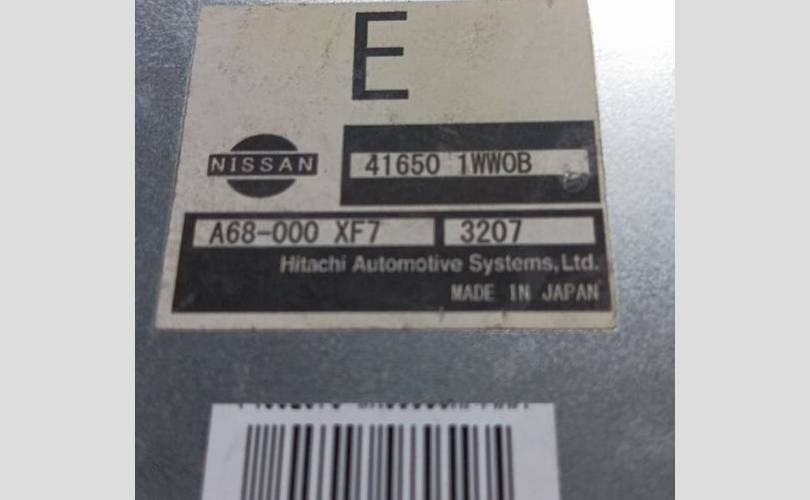 E
NISSAN
41650 1WW0B
A68-000 XF7 3207
Hitachi Automotive Systems, Ltd.
MADE IN JAPAN